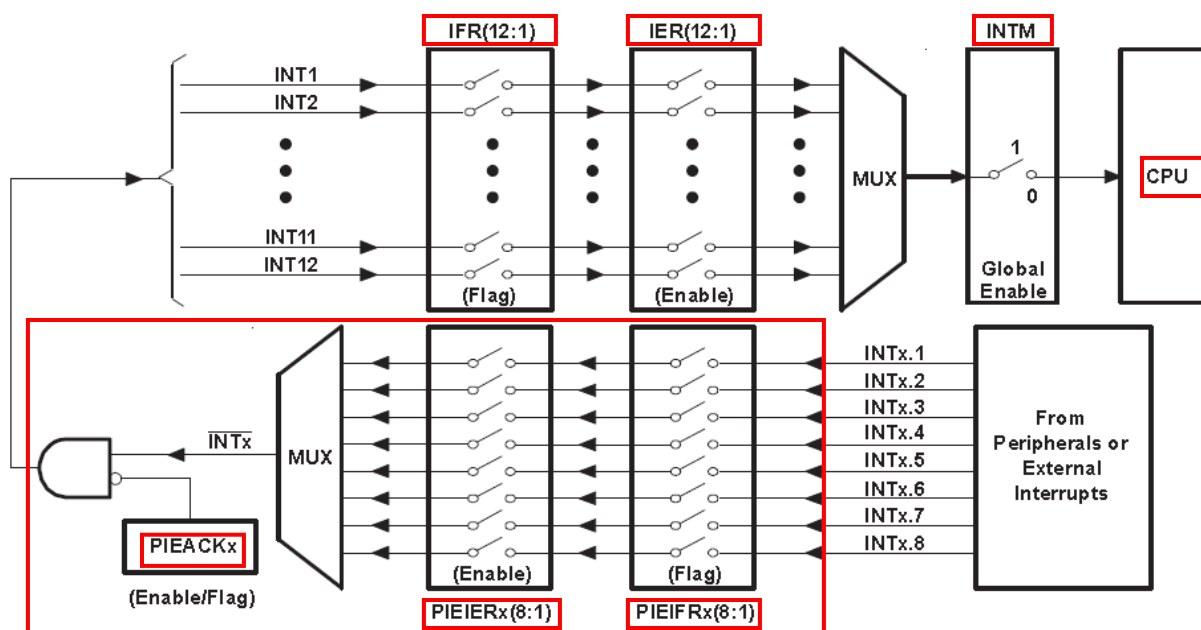 IFR(12:1)
IER(12:1)
INTM
INT1
INT2
INT11
INT12
(Flag)
(Enable)
MUX
1
0
Global
Enable
CPU
INTx
MUX
PIEACKx
(Enable/Flag)
(Enable)
(Flag)
PIEIERx(8:1)
PIEIFRx(8:1)
INTx.1
INTx.2
INTx.3
INTx.4
INTx.5
INTx.6
INTx.7
INTx.8
From
Peripherals or
External
Interrupts